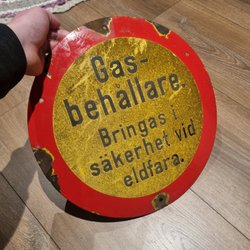 Gas-
behållare.
Bringas i
säkerhet vid
eldfara.